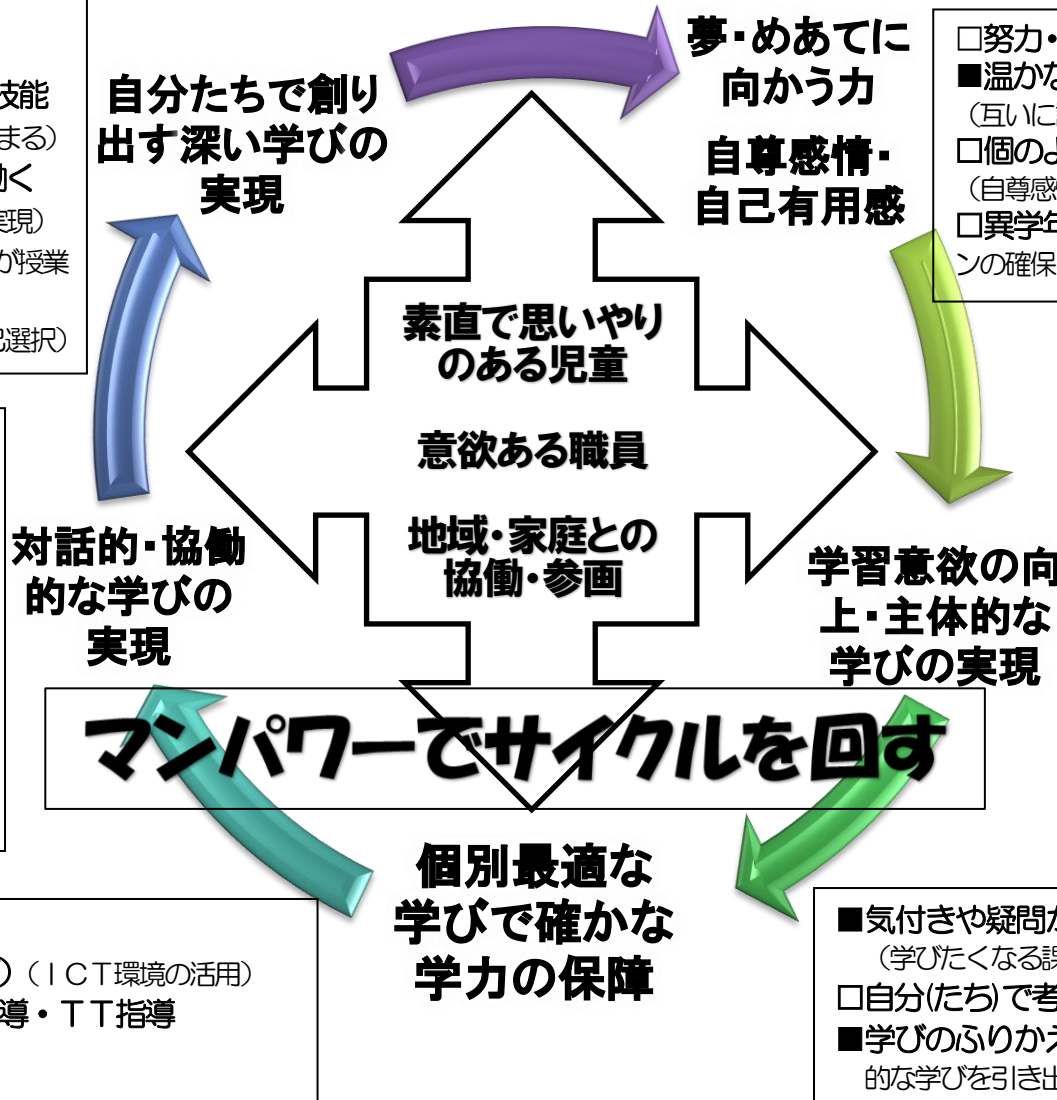 夢・めあてに
向かう力
自尊感情・
自己有用感
自分たちで創り
出す深い学びの
実現
技能
まる)
働く
実現)
が授業
己選択)
□努力・
■温かな
(互いに
□個のよ
(自尊感
□異学年
ンの確保
素直で思いやり
のある児童
意欲ある職員
地域・家庭との
協働・参画
対話的・協働
的な学びの
実現
学習意欲の向
上・主体的な
学びの実現
マンパワーでサイクルを回す
個別最適な
学びで確かな
学力の保障
(ICT環境の活用)
導・TT指導
■気付きや疑問が
(学びたくなる課
□自分(たち)で考
■学びのふりかえ
的な学びを引き出